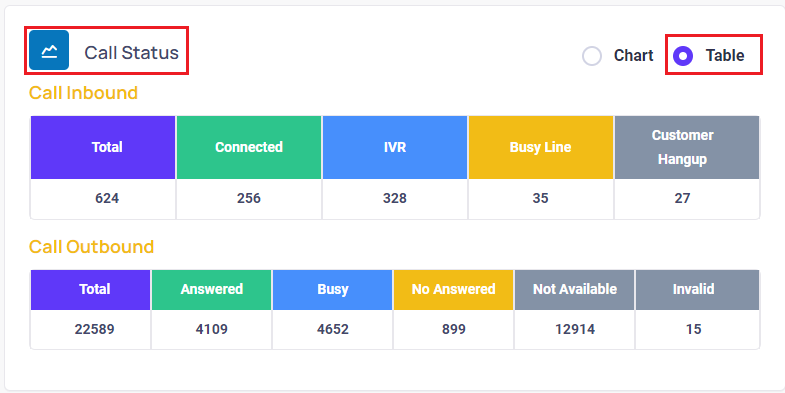 Call Status
Chart Table
Call Inbound
Total Connected IVR Busy Line Customer
Hangup
624 256 328 35 27
Call Outbound
Total Answered Busy No Answered Not Available Invalid
22589 4109 4652 899 12914 15